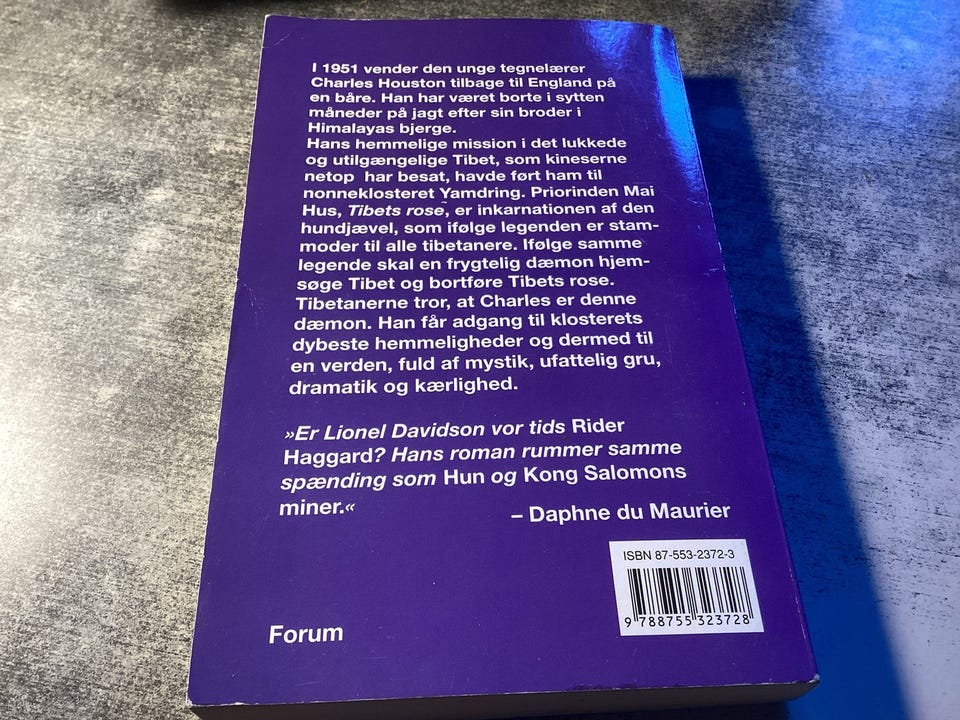 I 1951 vender den unge tegnelærer
Charles Houston tilbage til England på
en båre. Han har været borte i sytten
måneder på jagt efter sin broder i
Himalayas bjerge.
Hans hemmelige mission i det lukkede
og utilgængelige Tibet, som kineserne
netop har besat, havde ført ham til
nonneklosteret Yamdring. Priorinden Mai
Hus, Tibets rose, er inkarnationen af den
hundjævel, som ifølge legenden er stam-
moder til alle tibetanere. Ifølge samme
legende skal en frygtelig dæmon hjem-
søge Tibet og bortføre Tibets rose.
Tibetanerne tror, at Charles er denne
dæmon. Han får adgang til klosterets
dybeste hemmeligheder og dermed til
en verden, fuld af mystik, ufattelig gru,
dramatik og kærlighed.
»Er Lionel Davidson vor tids Rider
Haggard? Hans roman rummer samme
spænding som Hun og Kong Salomons
miner.«
– Daphne du Maurier
ISBN 87-553-2372-3
9 788755 323728
Forum